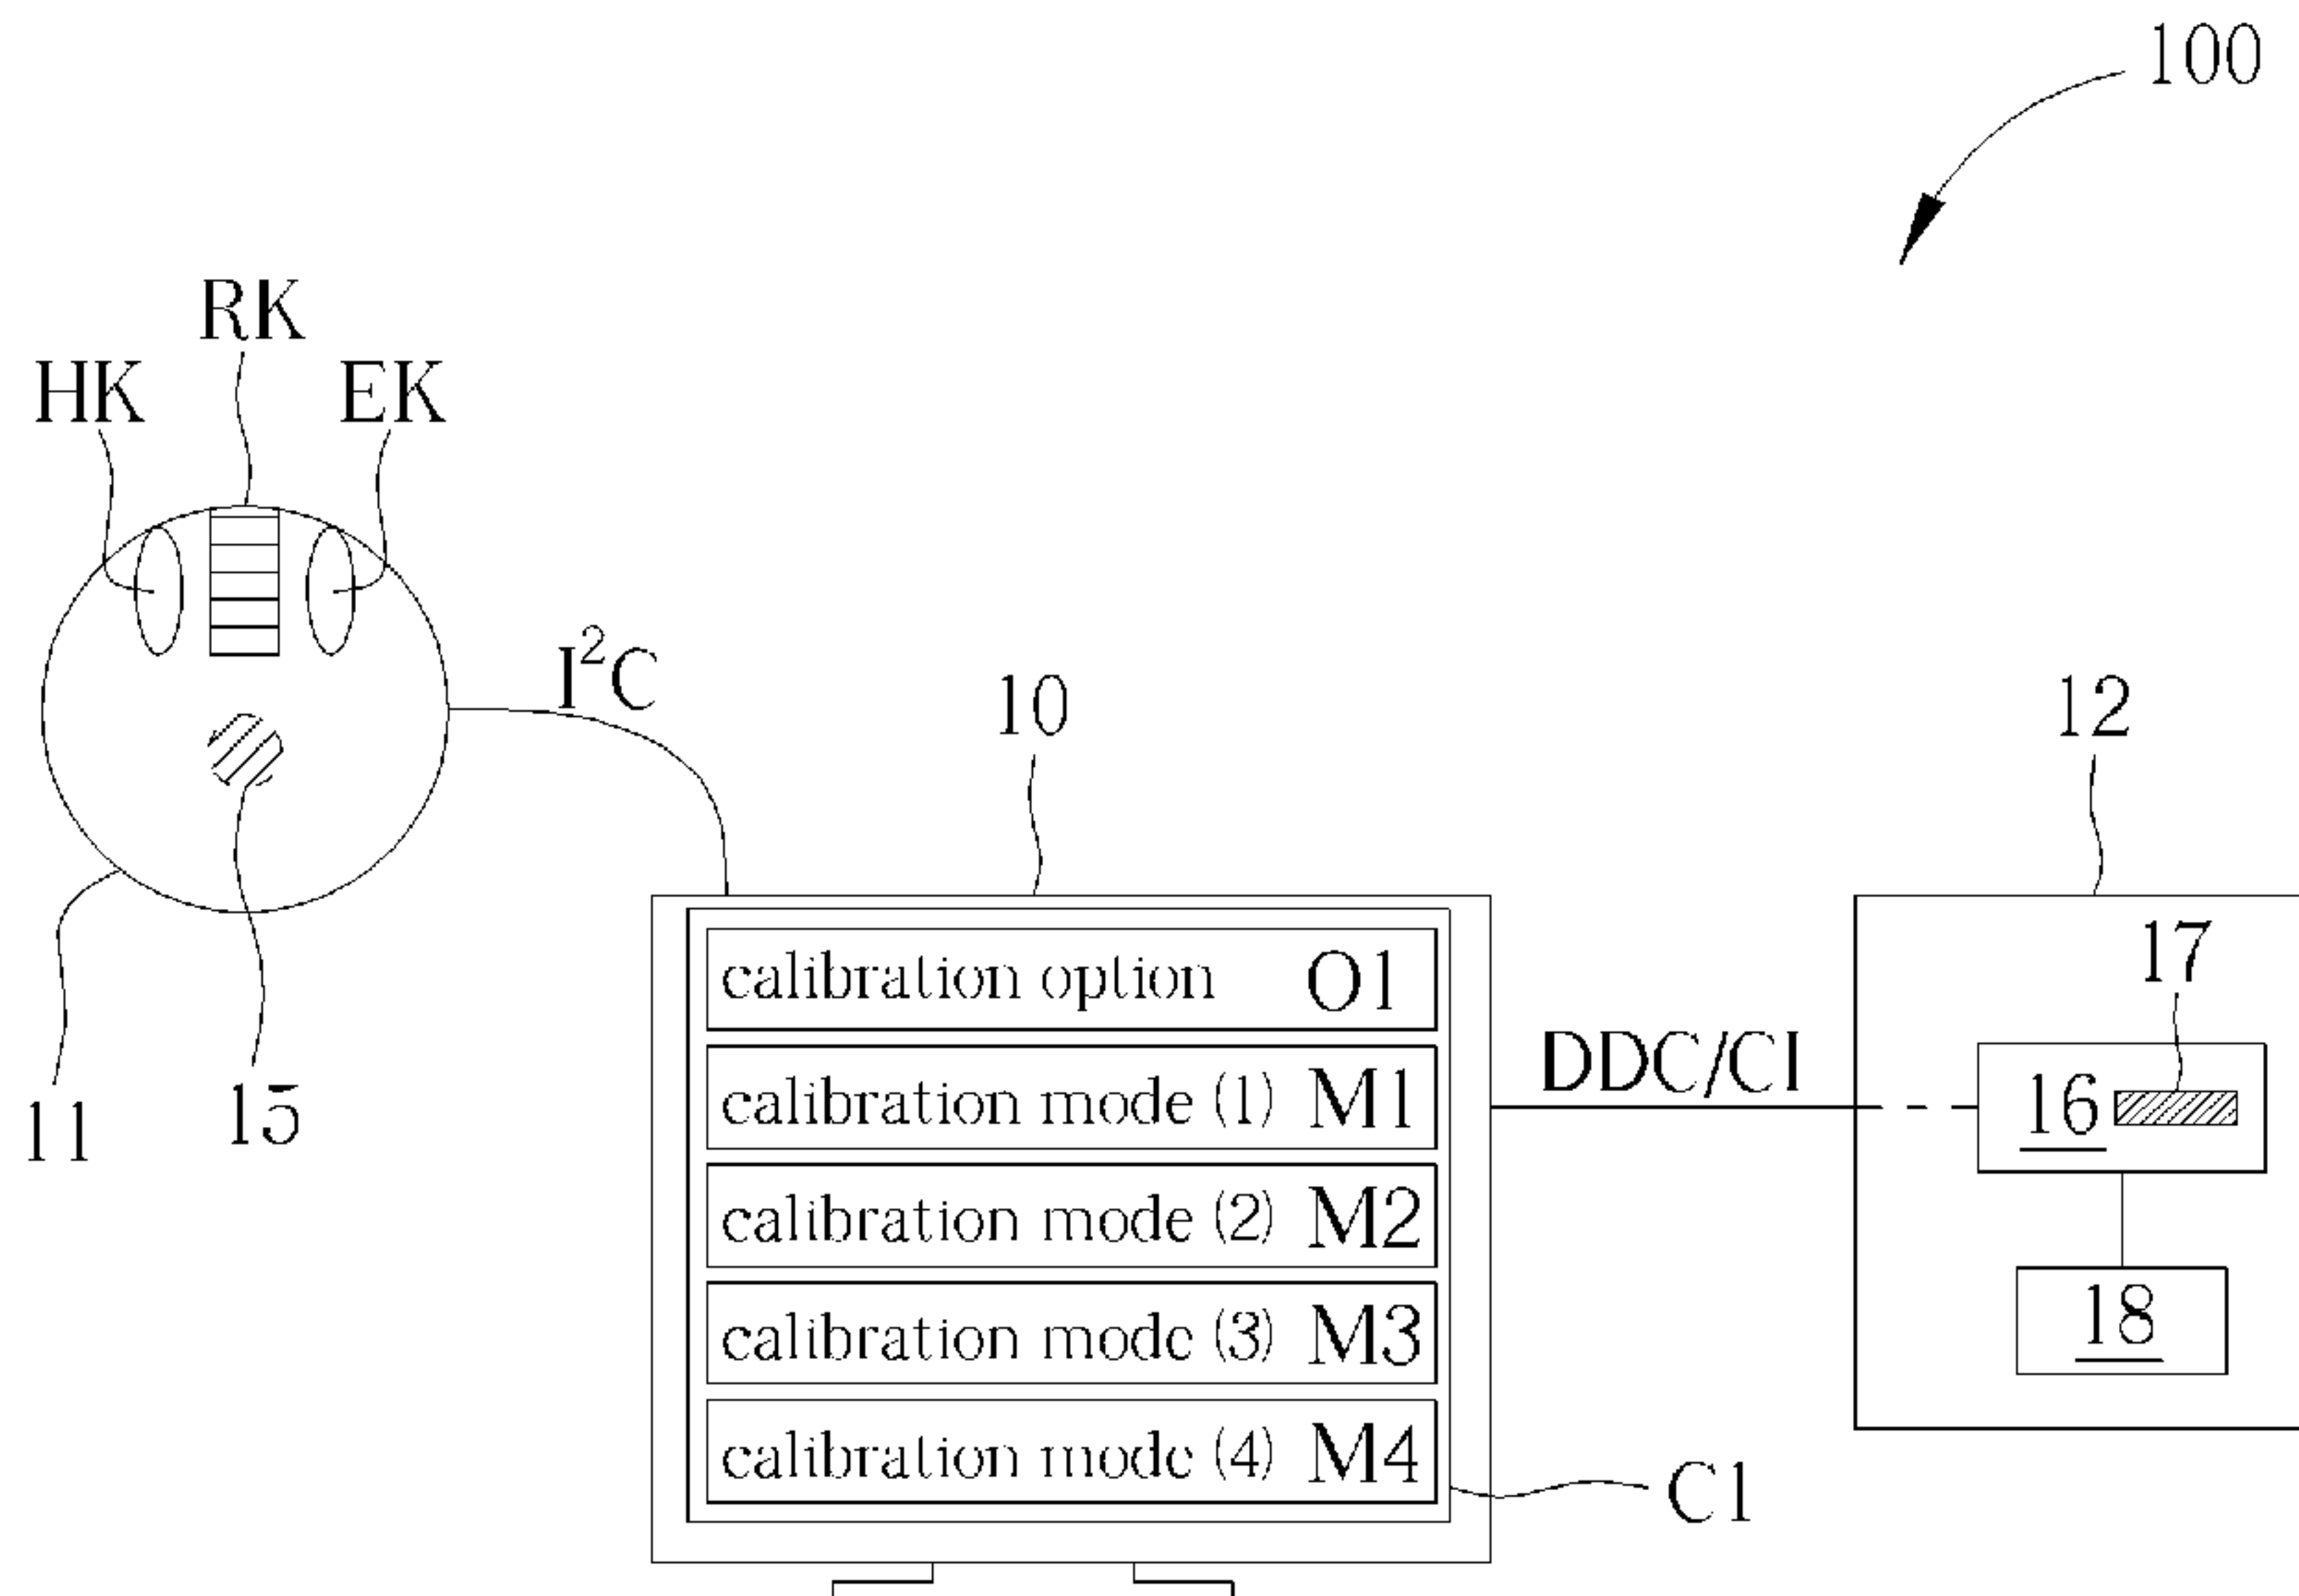 100
RK
HK
EK
I²C
10
12
17
calibration option O1
DDC/CI
calibration mode (1) M1
16
11
15
calibration mode (2) M2
calibration mode (3) M3
18
calibration mode (4) M4
C1